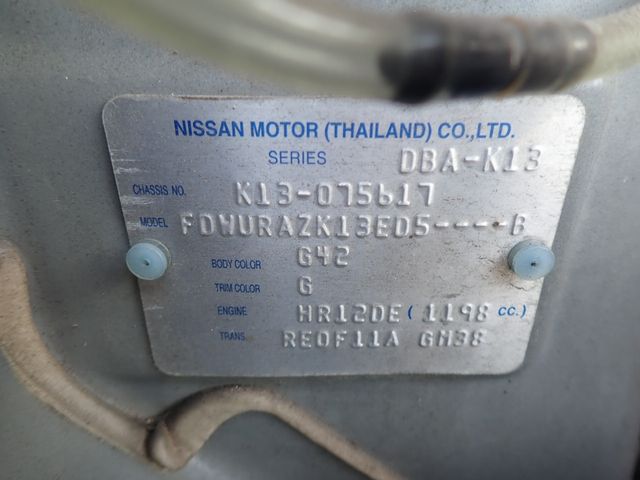 NISSAN MOTOR (THAILAND) CO.,LTD.
SERIES DBA-K13
CHASSIS NO. K13-075617
MODEL FDWURAZK13ED5----B
BODY COLOR G42
TRIM COLOR G
ENGINE HR12DE ( 1198 CC.)
TRANS. RE0F11A GH38